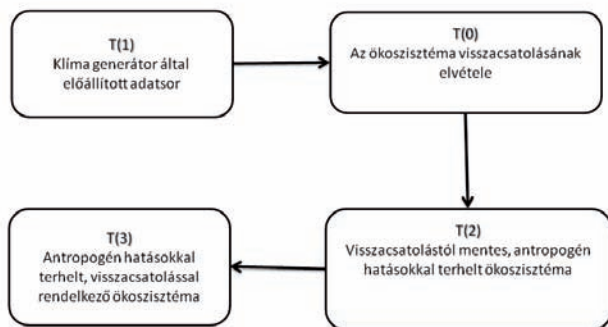 T(1)
Klíma generátor által
előállított adatsor
T(0)
Az ökoszisztéma visszacsatolásának
elvétele
T(2)
Visszacsatolástól mentes, antropogén
hatásokkal terhelt ökoszisztéma
T(3)
Antropogén hatásokkal
terhelt, visszacsatolással
rendelkező ökoszisztéma